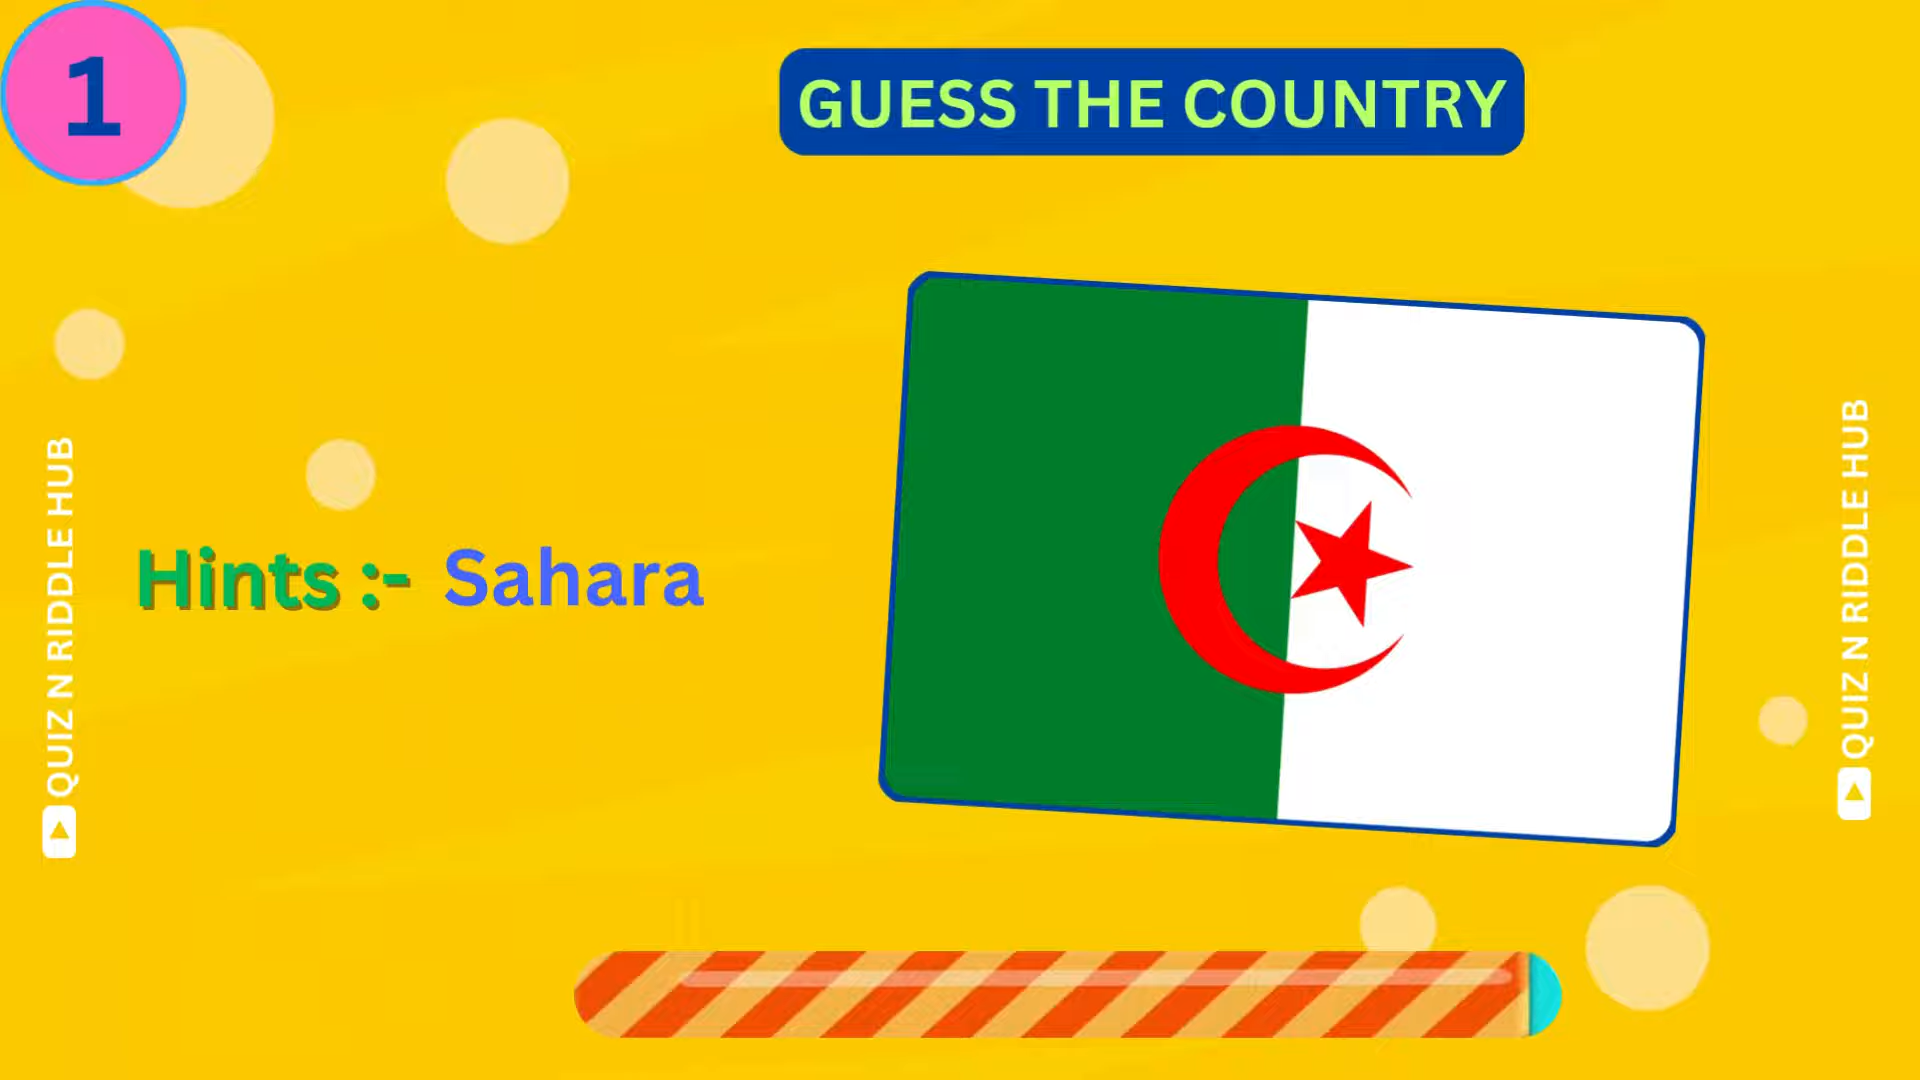 1
GUESS THE COUNTRY
Hints :- Sahara
QUIZ N RIDDLE HUB
QUIZ N RIDDLE HUB